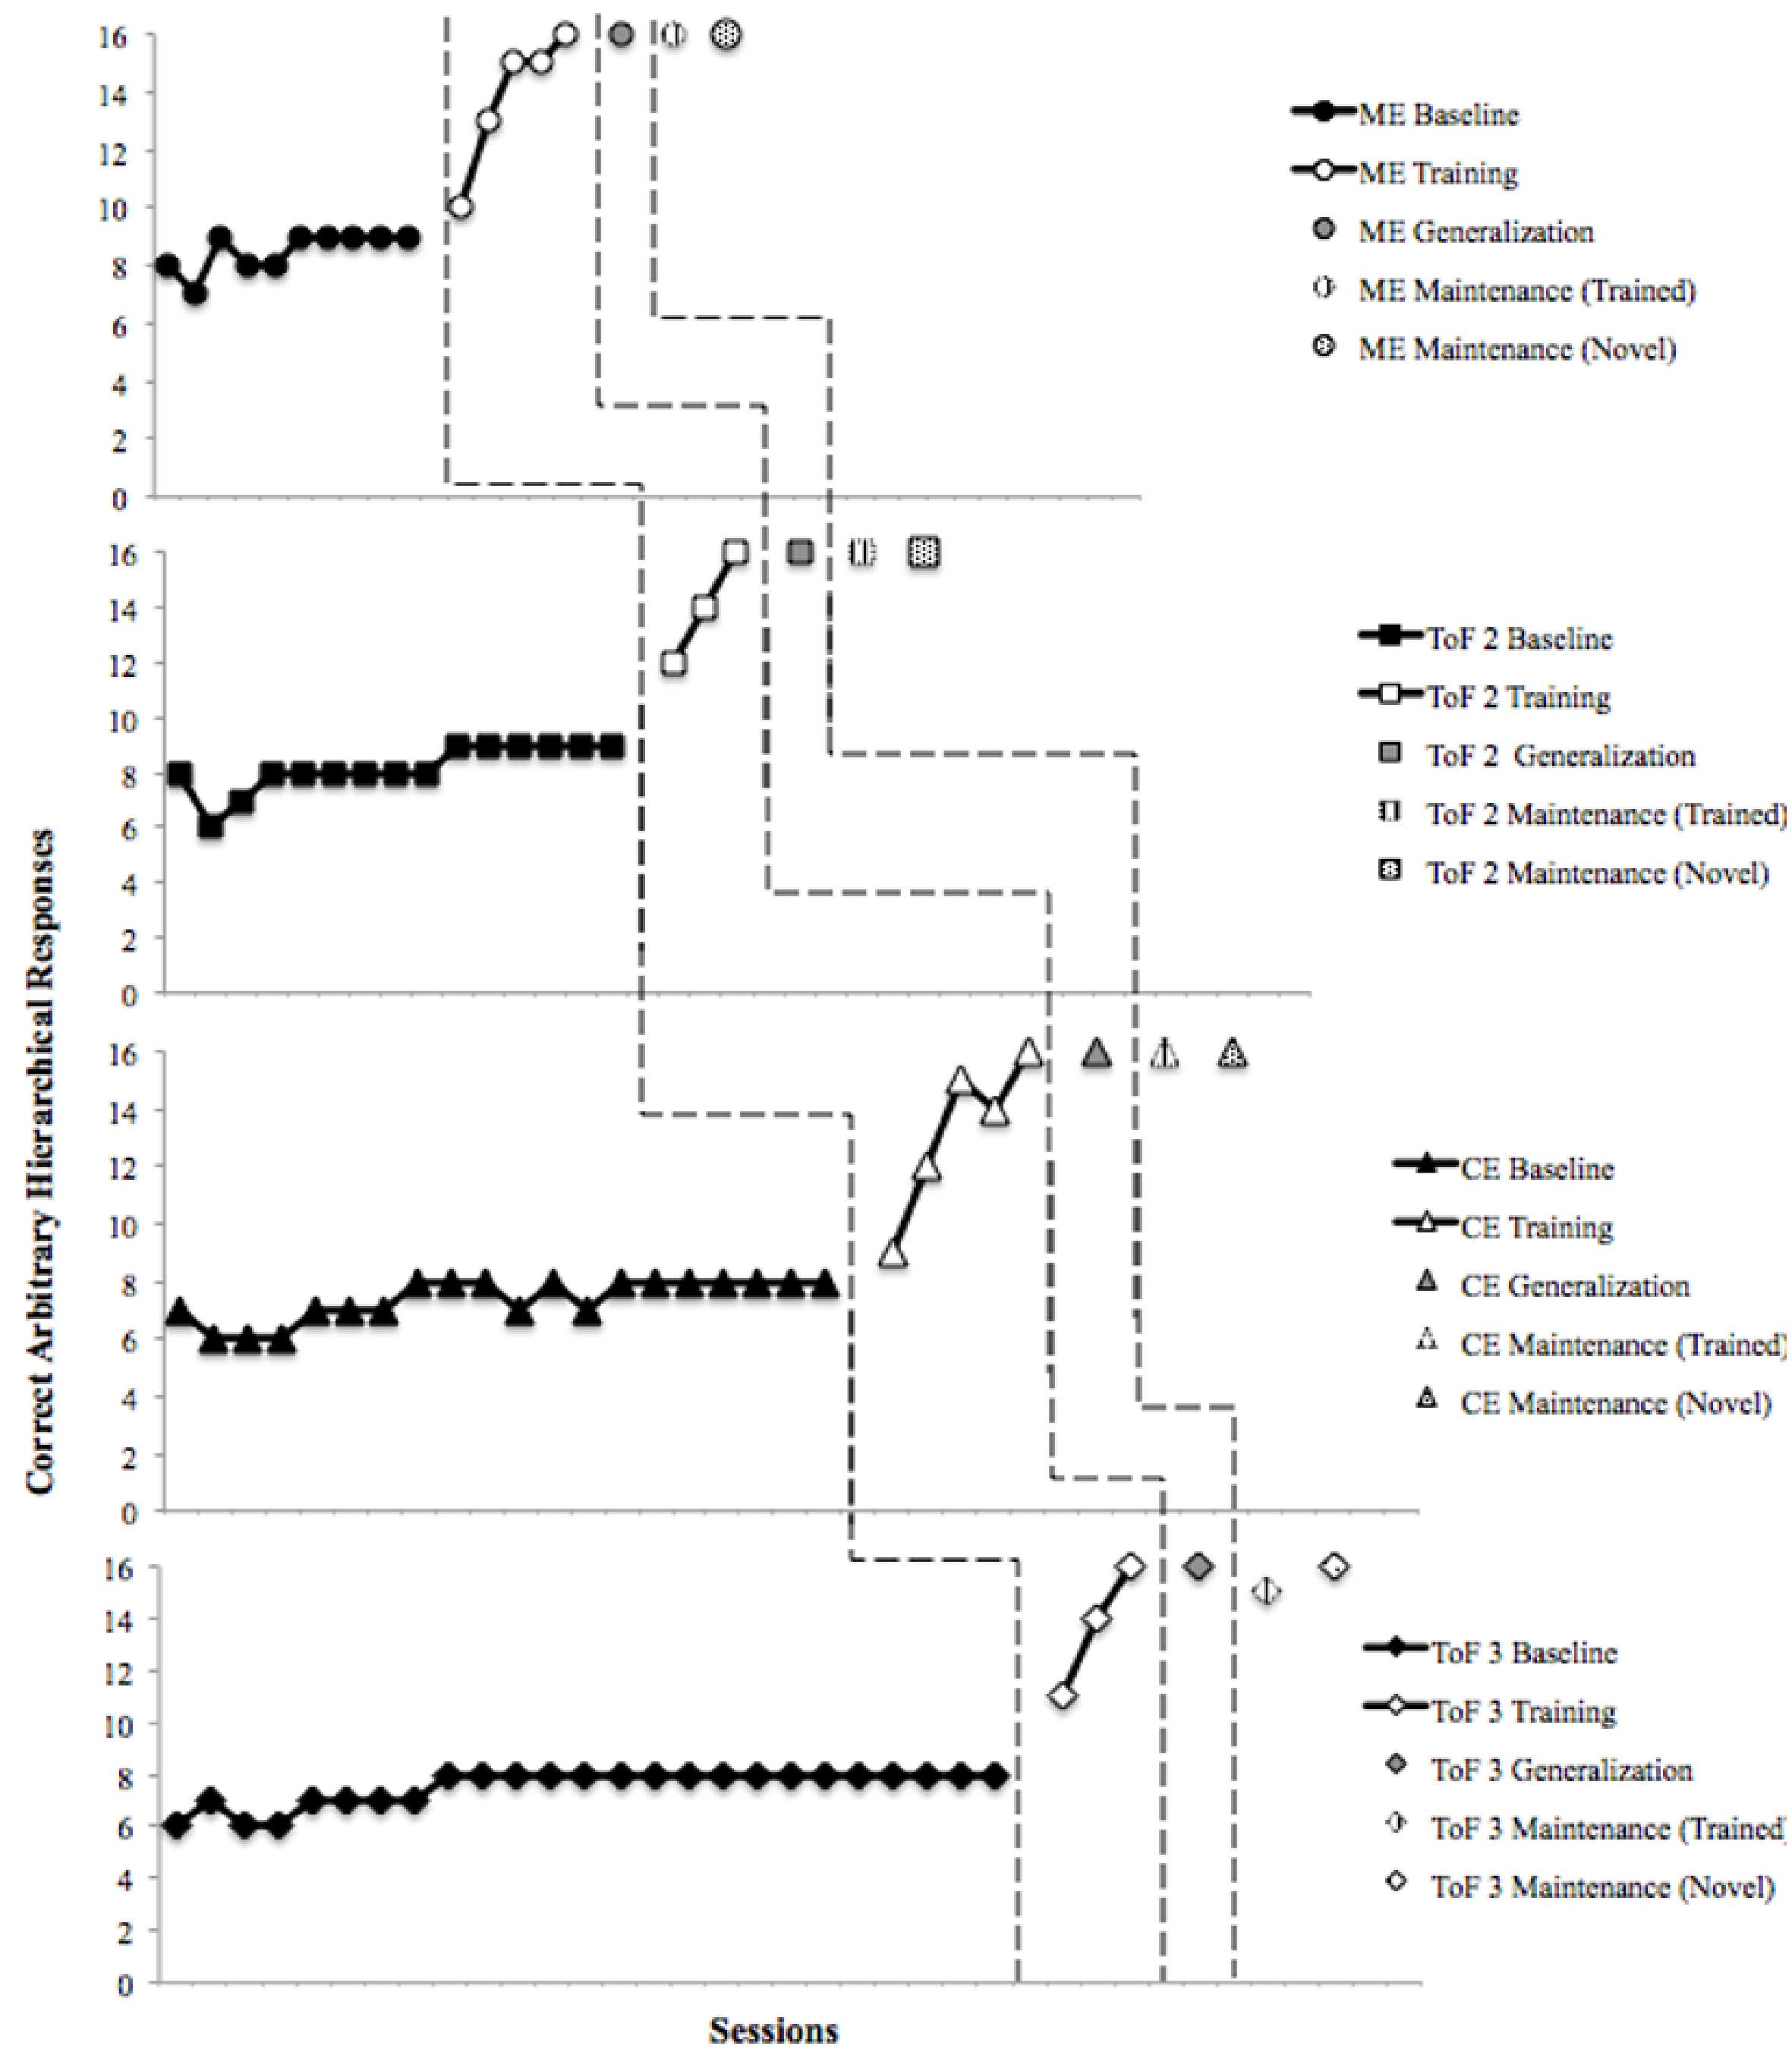 16
14
12
10
8
6
4
2
0
ME Baseline
ME Training
ME Generalization
ME Maintenance (Trained)
ME Maintenance (Novel)
16
14
12
10
8
6
4
2
0
ToF 2 Baseline
ToF 2 Training
ToF 2 Generalization
ToF 2 Maintenance (Trained)
ToF 2 Maintenance (Novel)
Correct Arbitrary Hierarchical Responses
16
14
12
10
8
6
4
2
0
CE Baseline
CE Training
CE Generalization
CE Maintenance (Trained)
CE Maintenance (Novel)
16
14
12
10
8
6
4
2
0
ToF 3 Baseline
ToF 3 Training
ToF 3 Generalization
ToF 3 Maintenance (Trained)
ToF 3 Maintenance (Novel)
Sessions